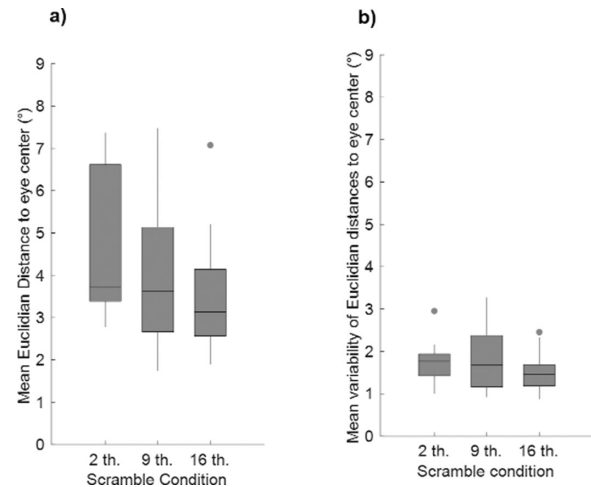 a)
Mean Euclidian Distance to eye center (°)
9
8
7
6
5
4
3
2
1
0
2 th. 9 th. 16 th.
Scramble Condition
b)
Mean variability of Euclidian distances to eye center (°)
9
8
7
6
5
4
3
2
1
0
2 th. 9 th. 16 th.
Scramble condition